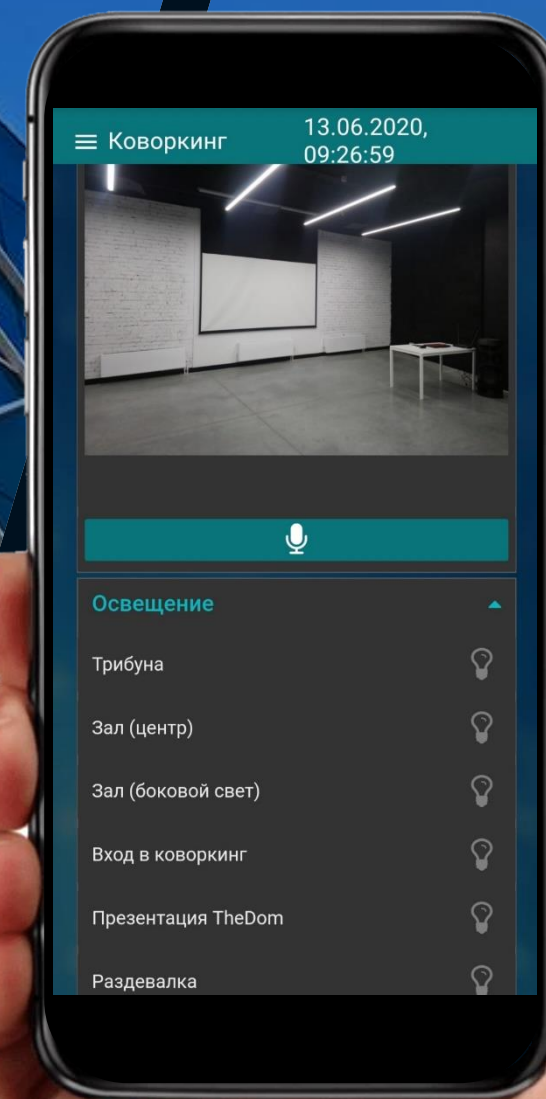 Коворкинг
13.06.2020,
09:26:59
Освещение
Трибуна
Зал (центр)
Зал (боковой свет)
Вход в коворкинг
Презентация TheDom
Раздевалка